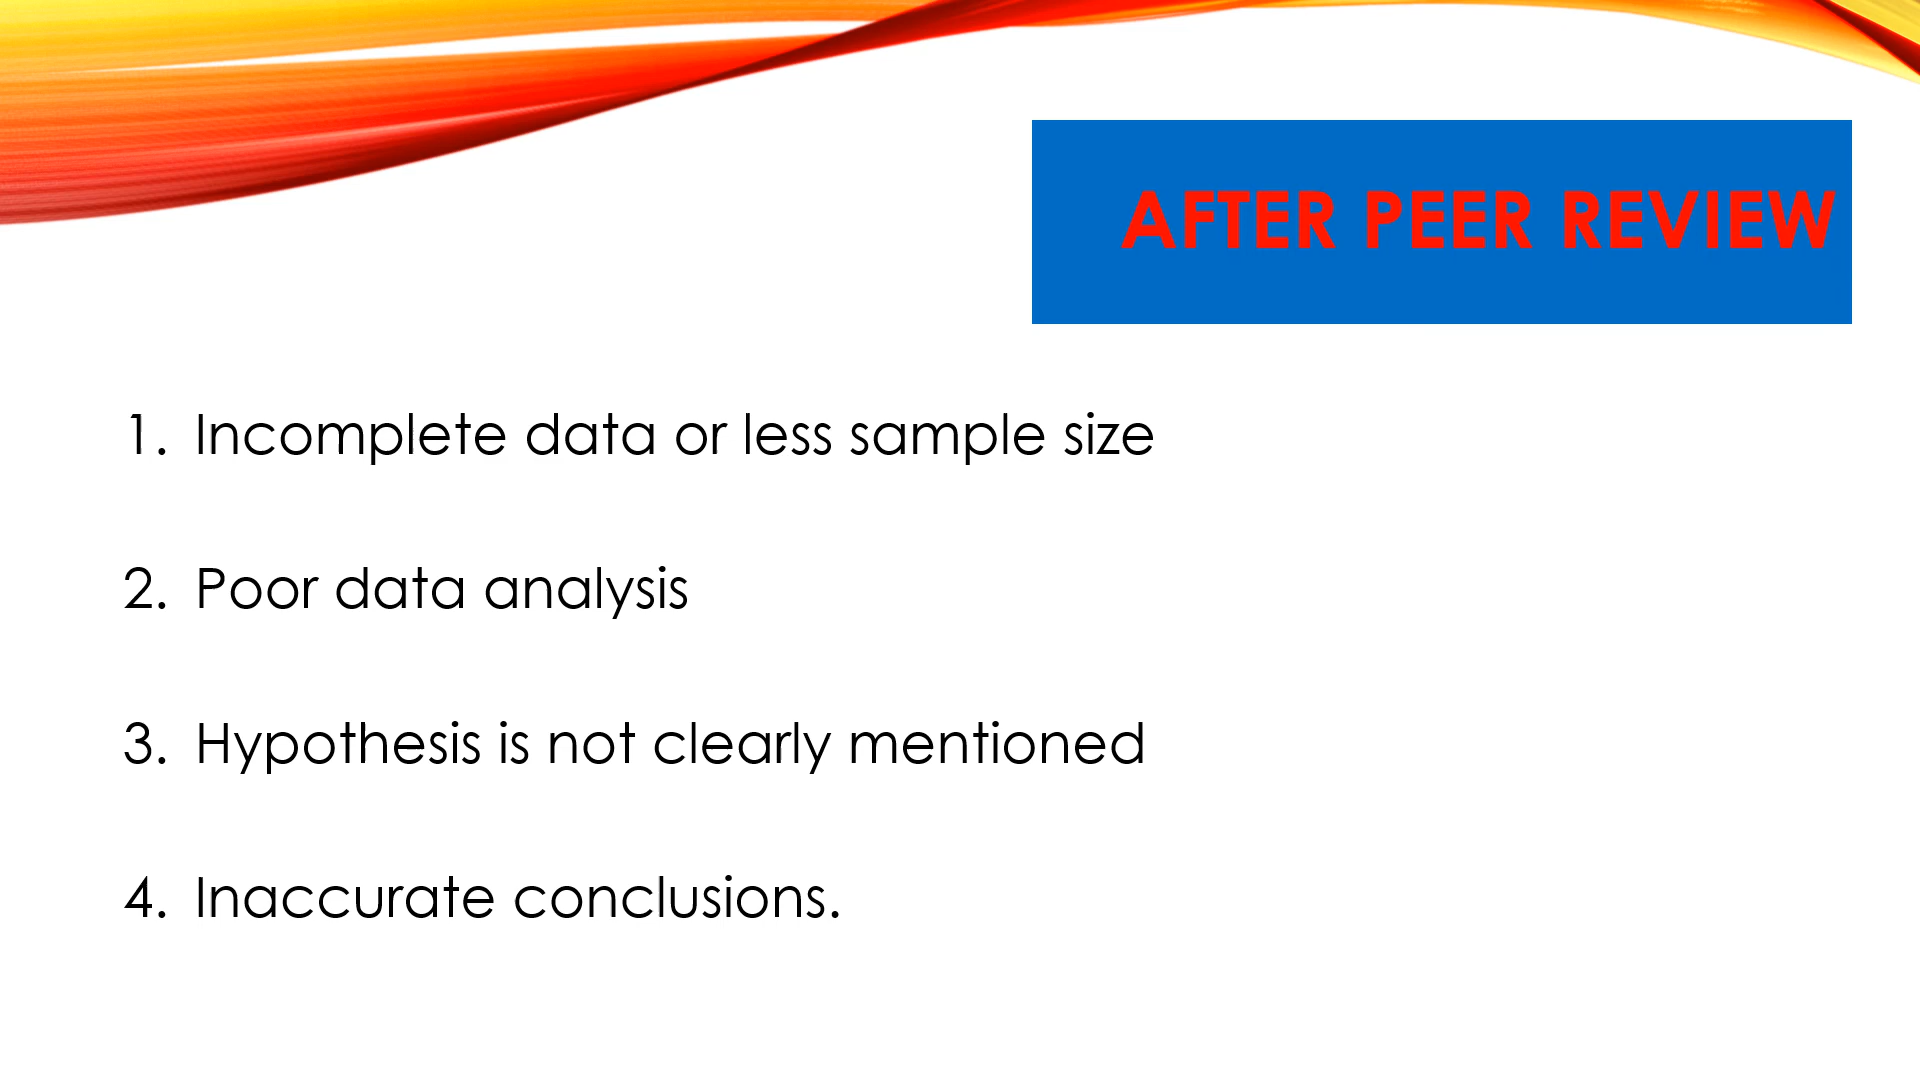 AFTER PEER REVIEW
1. Incomplete data or less sample size
2. Poor data analysis
3. Hypothesis is not clearly mentioned
4. Inaccurate conclusions.